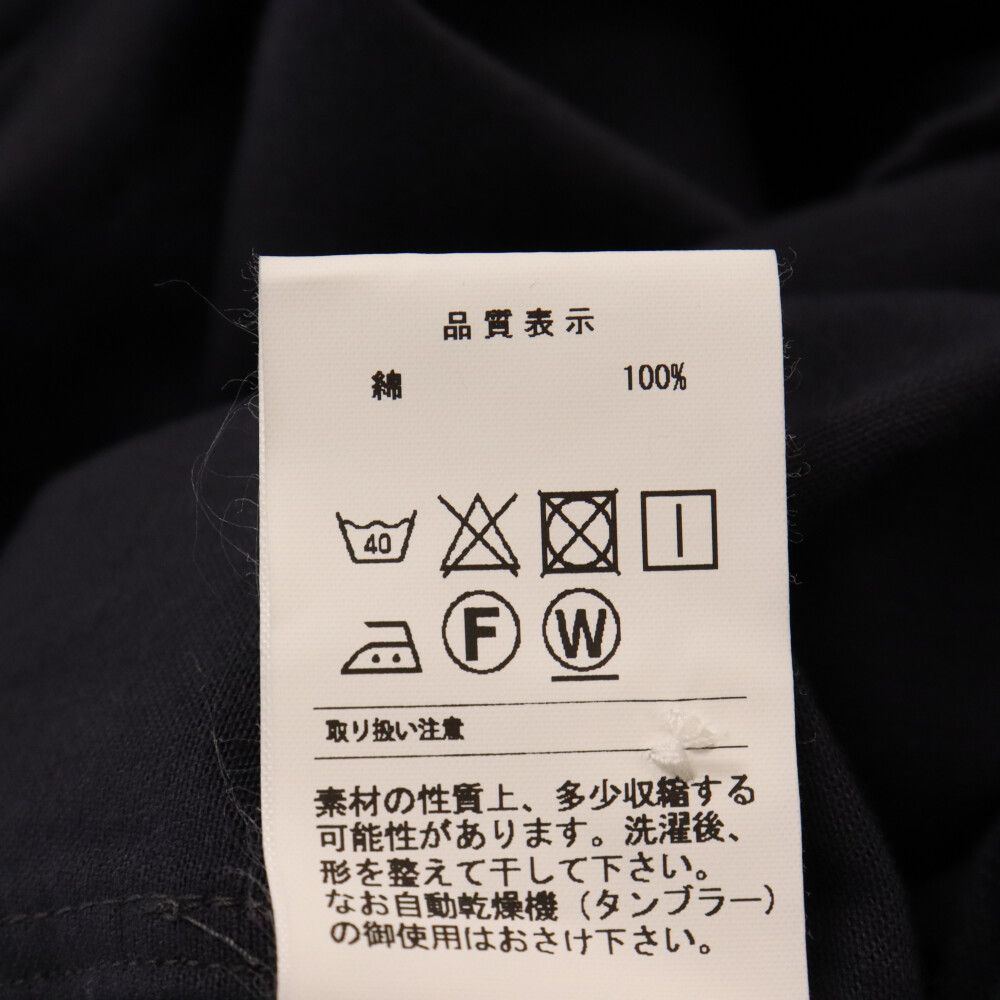 品質表示
綿 100%
40
F W
取り扱い注意
素材の性質上、多少収縮する
可能性があります。洗濯後、
形を整えて干して下さい。
なお自動乾燥機（タンブラー）
の御使用はおさけ下さい。